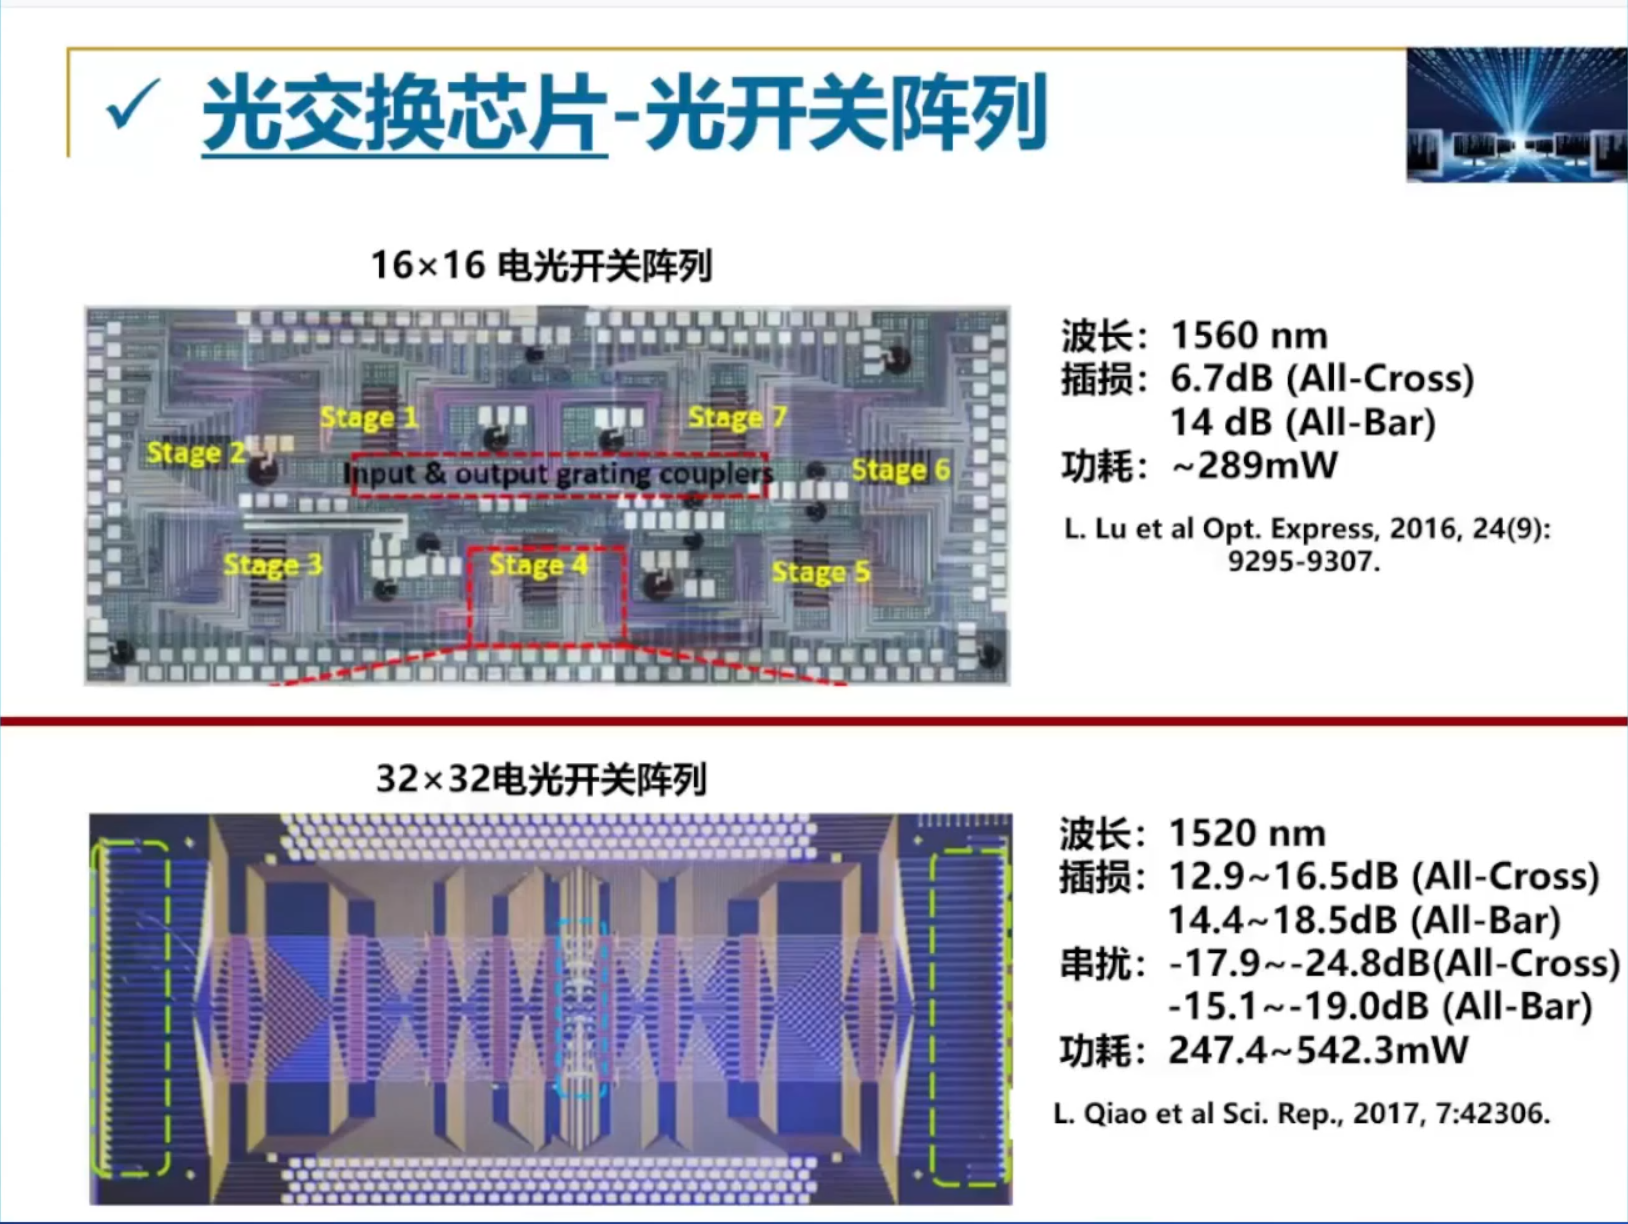 ✓ 光交换芯片-光开关阵列
16×16 电光开关阵列
Stage 1
Stage 7
Stage 2
Input & output grating couplers
Stage 6
Stage 3
Stage 4
Stage 5
波长：1560 nm
插损：6.7dB (All-Cross)
14 dB (All-Bar)
功耗：~289mW
L. Lu et al Opt. Express, 2016, 24(9):
9295-9307.
32×32电光开关阵列
波长：1520 nm
插损：12.9~16.5dB (All-Cross)
14.4~18.5dB (All-Bar)
串扰：-17.9~-24.8dB(All-Cross)
-15.1~-19.0dB (All-Bar)
功耗：247.4~542.3mW
L. Qiao et al Sci. Rep., 2017, 7:42306.